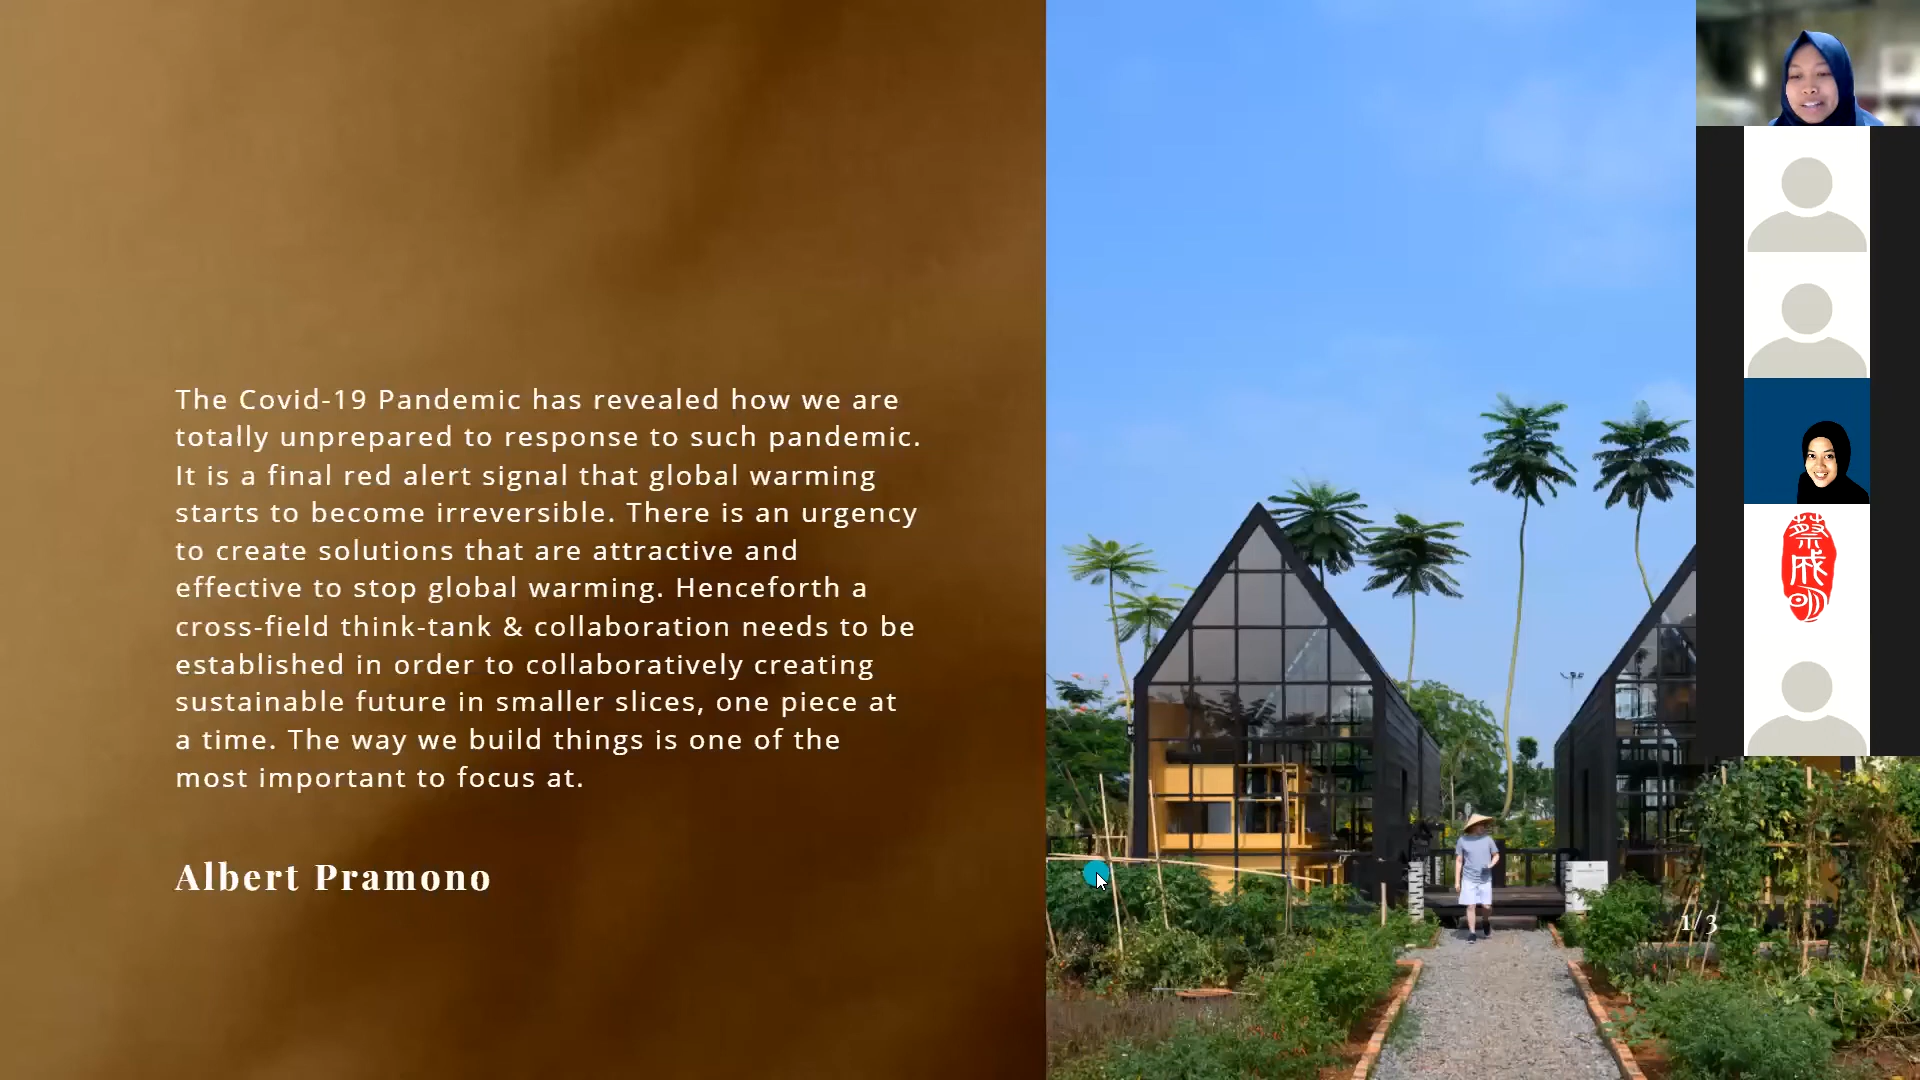 The Covid-19 Pandemic has revealed how we are
totally unprepared to response to such pandemic.
It is a final red alert signal that global warming
starts to become irreversible. There is an urgency
to create solutions that are attractive and
effective to stop global warming. Henceforth a
cross-field think-tank & collaboration needs to be
established in order to collaboratively creating
sustainable future in smaller slices, one piece at
a time. The way we build things is one of the
most important to focus at.
Albert Pramono
1/3